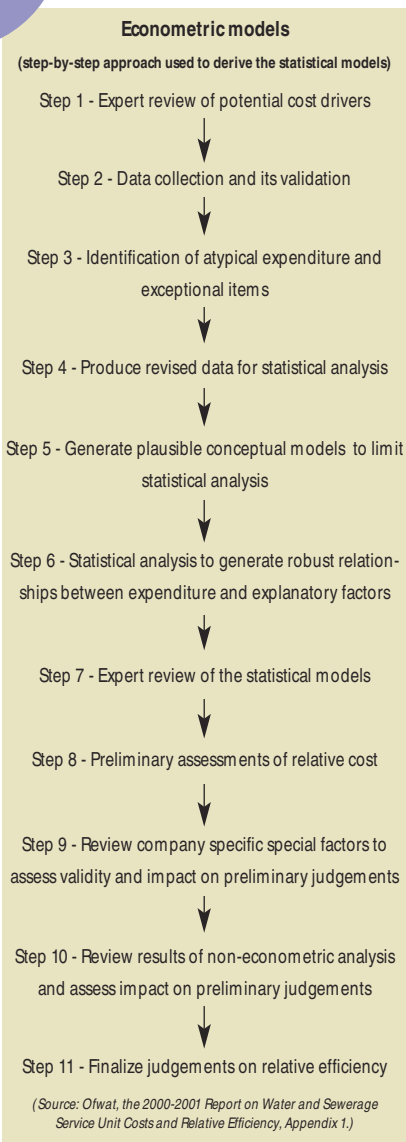 Econometric models
(step-by-step approach used to derive the statistical models)
Step 1 - Expert review of potential cost drivers
Step 2 - Data collection and its validation
Step 3 - Identification of atypical expenditure and
exceptional items
Step 4 - Produce revised data for statistical analysis
Step 5 - Generate plausible conceptual models to limit
statistical analysis
Step 6 - Statistical analysis to generate robust relation-
ships between expenditure and explanatory factors
Step 7 - Expert review of the statistical models
Step 8 - Preliminary assessments of relative cost
Step 9 - Review company specific special factors to
assess validity and impact on preliminary judgements
Step 10 - Review results of non-econometric analysis
and assess impact on preliminary judgements
Step 11 - Finalize judgements on relative efficiency
(Source: Ofwat, the 2000-2001 Report on Water and Sewerage
Service Unit Costs and Relative Efficiency, Appendix 1.)